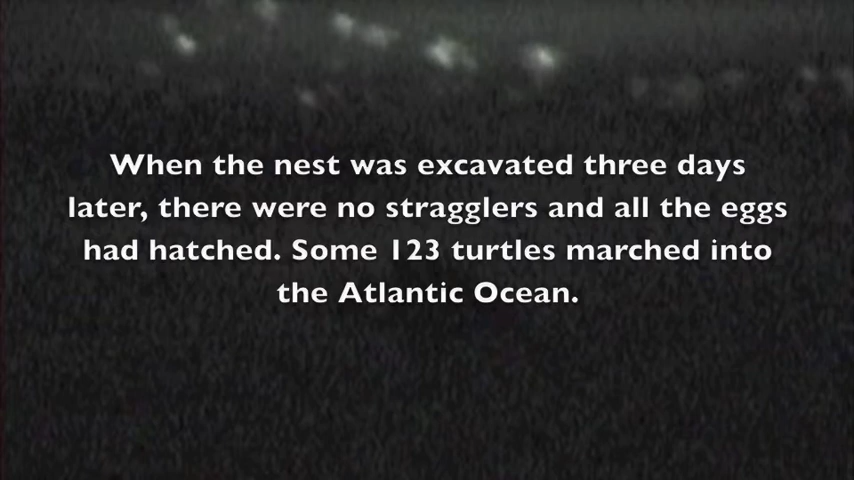 When the nest was excavated three days
later, there were no stragglers and all the eggs
had hatched. Some 123 turtles marched into
the Atlantic Ocean.